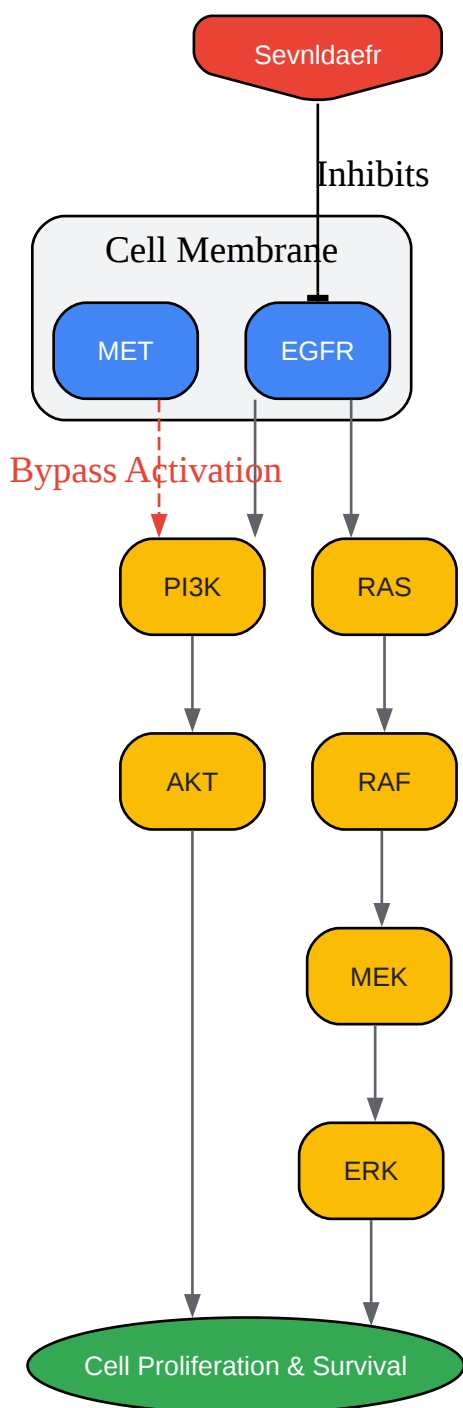 Sevnldaefr
Inhibits
Cell Membrane
MET
EGFR
Bypass Activation
PI3K
RAS
AKT
RAF
MEK
ERK
Cell Proliferation & Survival